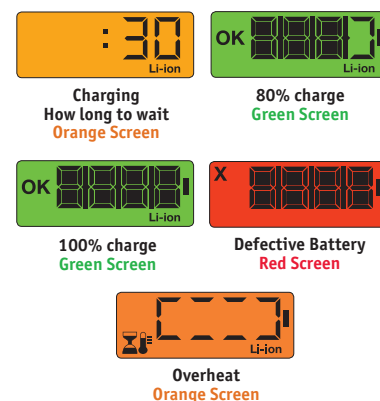 :30
Li-ion
Charging
How long to wait
Orange Screen
OK
Li-ion
80% charge
Green Screen
OK
Li-ion
100% charge
Green Screen
X
Defective Battery
Red Screen
Li-ion
Overheat
Orange Screen